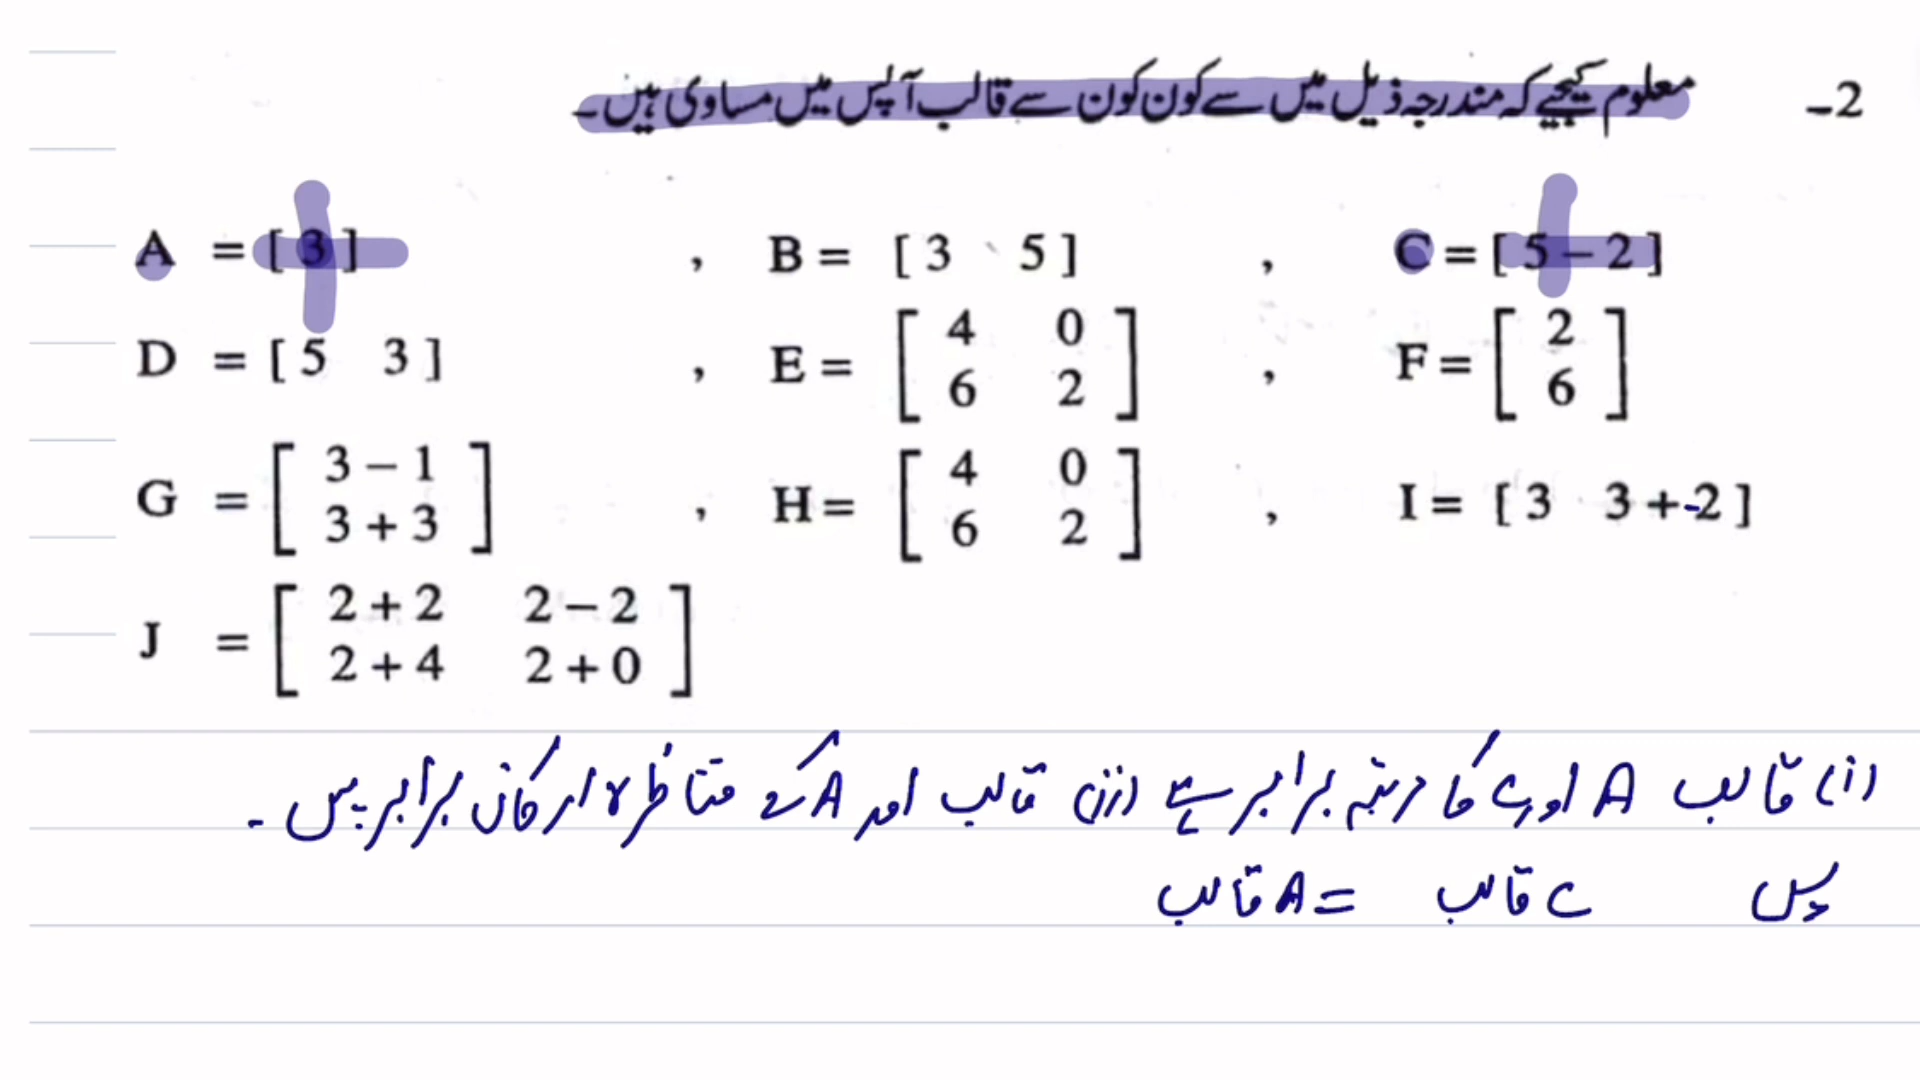 2- معلوم کیجیے کہ مندرجہ ذیل میں سے کون کون سے قالب آپس میں مساوی ہیں۔
A = [ 3 ] , B = [ 3 5 ] , C = [ 5 – 2 ]
D = [ 5 3 ] , E = [ 4 0 ; 6 2 ] , F = [ 2 ; 6 ]
G = [ 3 – 1 ; 3 + 3 ] , H = [ 4 0 ; 6 2 ] , I = [ 3 3 + -2 ]
J = [ 2 + 2 2 – 2 ; 2 + 4 2 + 0 ]
(i) قالب A اور C کا مرتبہ برابر ہے (ii) قالب اور A کے متناظرہ ارکان برابر ہیں۔
پس C قالب = A قالب